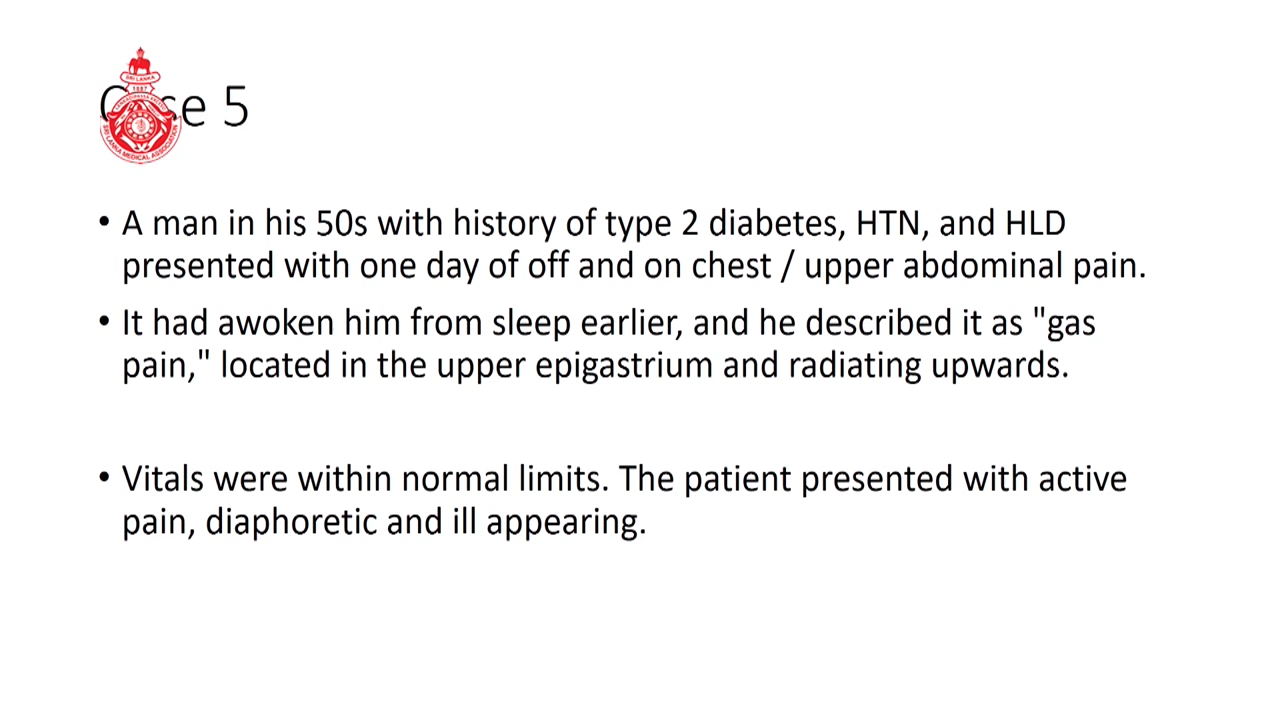 SRI LANKA
1887
SRI LANKA MEDICAL ASSOCIATION
Case 5
• A man in his 50s with history of type 2 diabetes, HTN, and HLD
presented with one day of off and on chest / upper abdominal pain.
• It had awoken him from sleep earlier, and he described it as "gas
pain," located in the upper epigastrium and radiating upwards.
• Vitals were within normal limits. The patient presented with active
pain, diaphoretic and ill appearing.